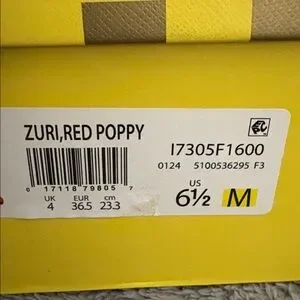 ZURI,RED POPPY
I7305F1600
0124 5100536295 F3
0 17118 79805 7
UK EUR cm
4 36.5 23.3
US
6½ M